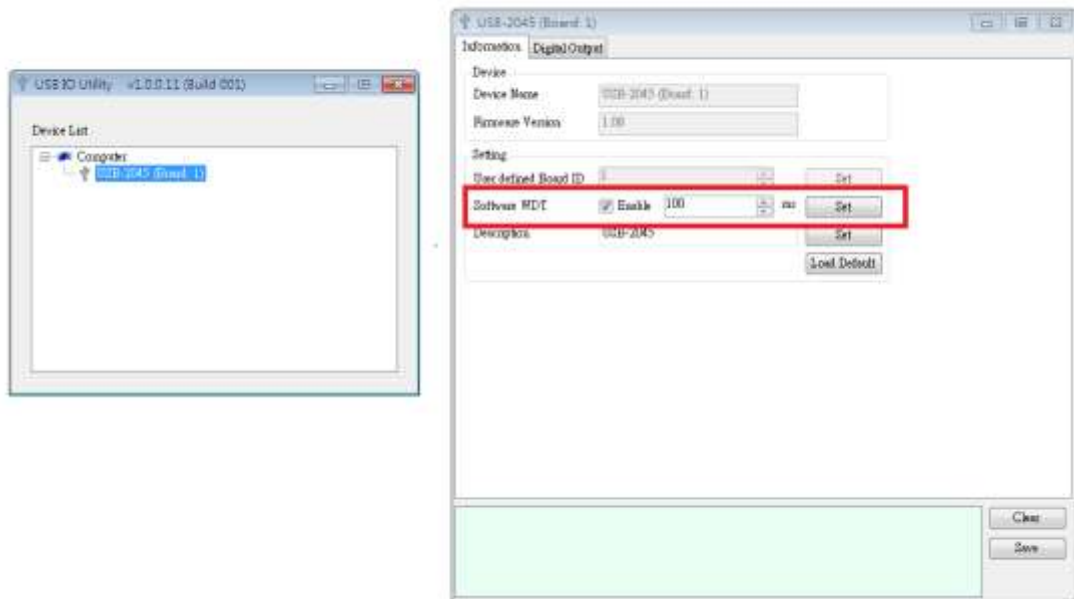 USB IO Utility v1.0.0.11 (Build 001)
Device List
Computer
USB-2045 (Board: 1)
USB-2045 (Board: 1)
Information Digital Output
Device
Device Name USB-2045 (Board: 1)
Firmware Version 1.00
Setting
User defined Board ID 1 Set
Software WDT Enable 100 ms Set
Description USB-2045 Set
Load Default
Clear
Save